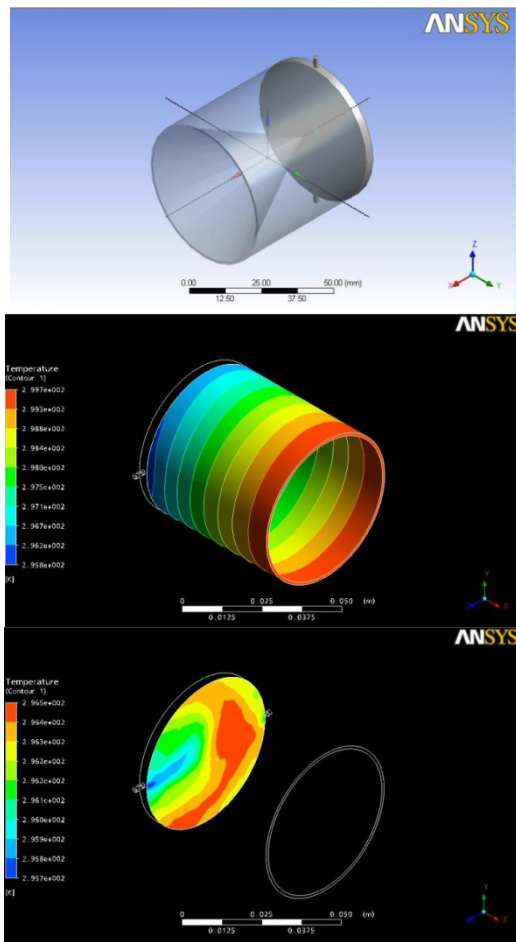 ANSYS
Z
X
Y
0.00 25.00 50.00 (mm)
12.50 37.50
ANSYS
Temperature
(Contour 1)
2.997e+002
2.993e+002
2.988e+002
2.984e+002
2.980e+002
2.975e+002
2.971e+002
2.967e+002
2.962e+002
2.958e+002
[K]
Y
X
0 0.025 0.050 (m)
0.0125 0.0375
ANSYS
Temperature
(Contour 1)
2.965e+002
2.964e+002
2.963e+002
2.962e+002
2.962e+002
2.961e+002
2.960e+002
2.959e+002
2.958e+002
2.957e+002
[K]
Y
X
0 0.025 0.050 (m)
0.0125 0.0375